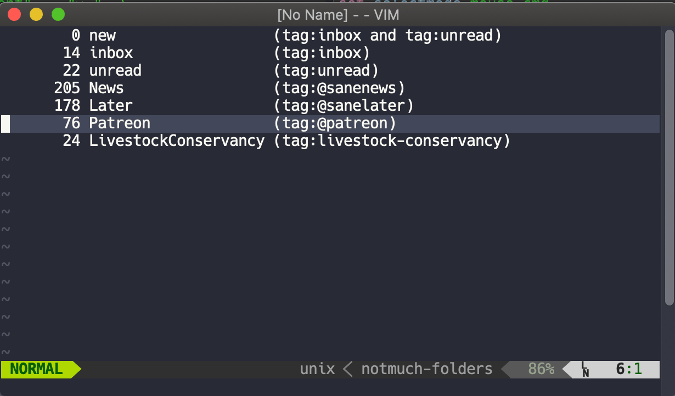 [No Name] - - VIM
0 new (tag:inbox and tag:unread)
14 inbox (tag:inbox)
22 unread (tag:unread)
205 News (tag:@sanenews)
178 Later (tag:@sanelater)
76 Patreon (tag:@patreon)
24 LivestockConservancy (tag:livestock-conservancy)
~
~
~
~
~
~
~
~
~
~
~
~
NORMAL unix < notmuch-folders 86% LN 6:1